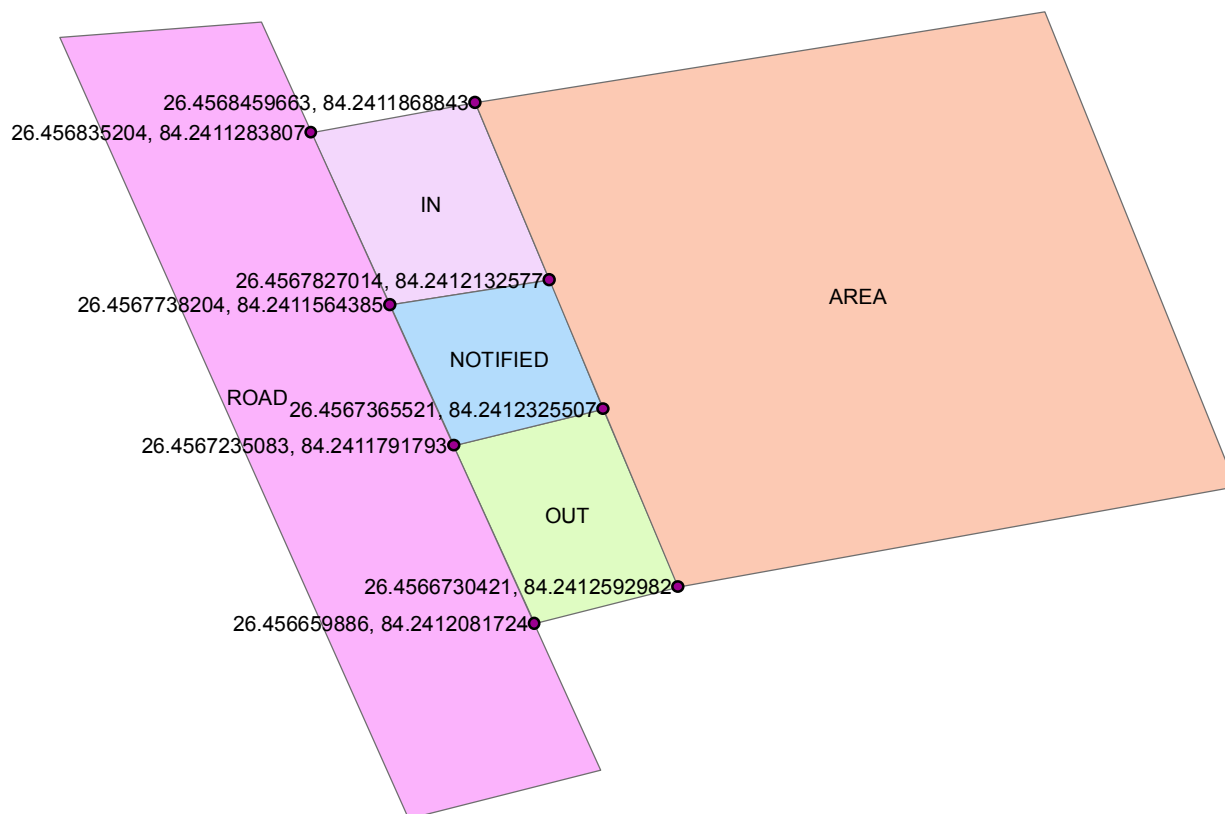 26.4568459663, 84.2411868843
26.456835204, 84.2411283807
IN
26.4567827014, 84.2412132577
26.4567738204, 84.2411564385
AREA
NOTIFIED
ROAD
26.4567365521, 84.2412325507
26.4567235083, 84.2411791793
OUT
26.4566730421, 84.2412592982
26.456659886, 84.2412081724